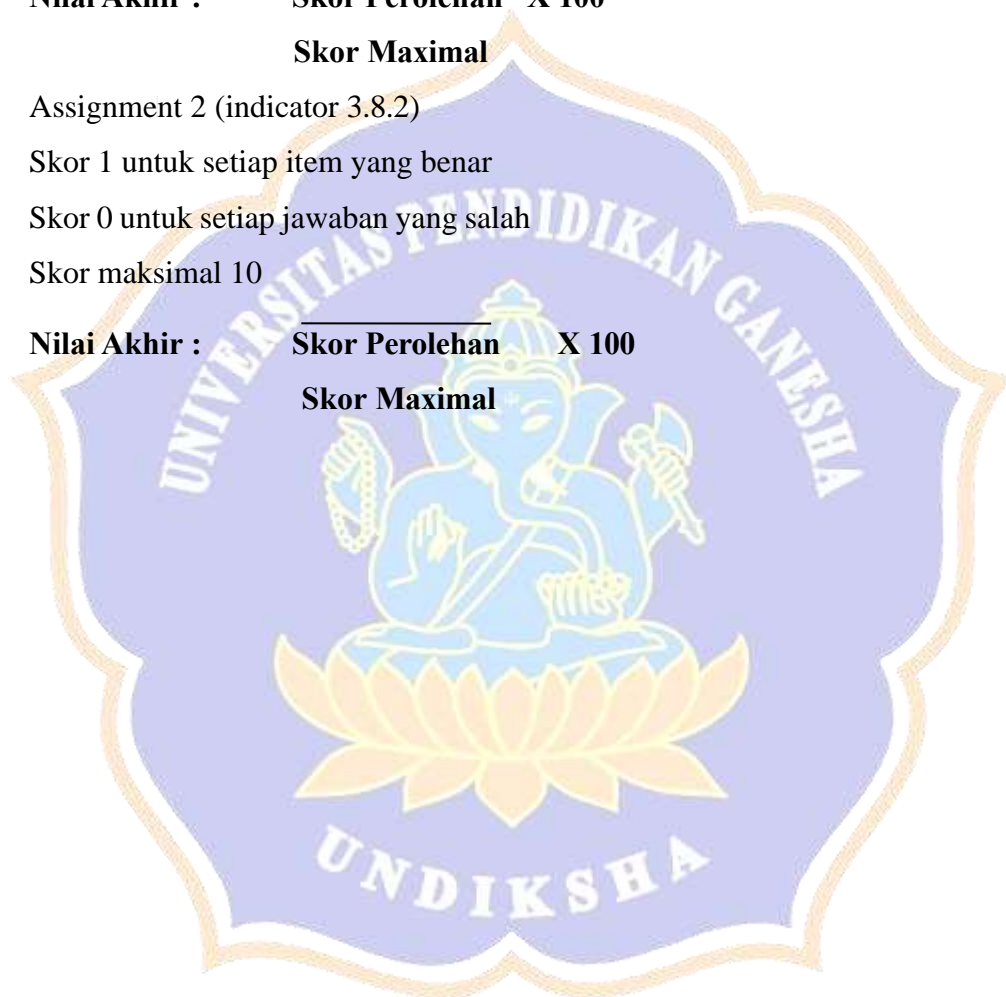 Nilai Akhir : Skor Perolehan X 100
Skor Maximal
Assignment 2 (indicator 3.8.2)
Skor 1 untuk setiap item yang benar
Skor 0 untuk setiap jawaban yang salah
Skor maksimal 10
Nilai Akhir : Skor Perolehan X 100
Skor Maximal
UNIVERSITAS PENDIDIKAN GANESHA
UNDIKSHA